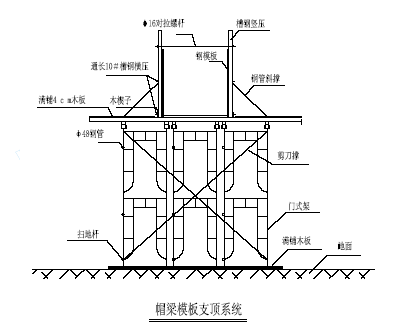 Φ16对拉螺杆
槽钢竖压
通长10#槽钢横压
钢模板
钢管斜撑
满铺4cm木板
木楔子
Φ48钢管
剪刀撑
门式架
扫地杆
满铺木板
地面
帽梁模板支顶系统